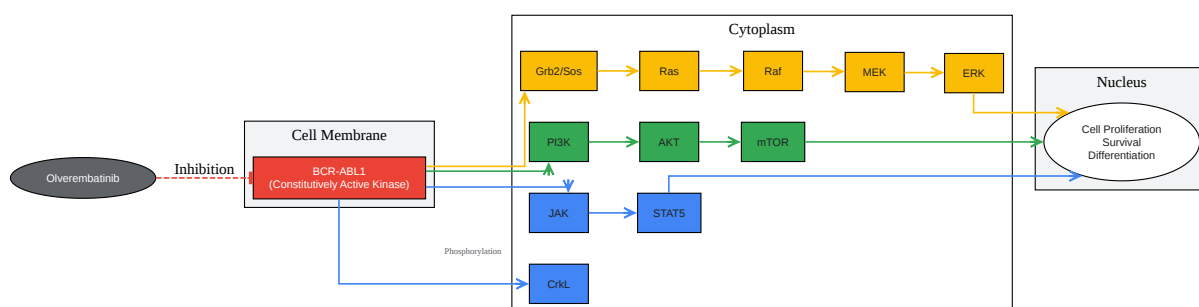 Cytoplasm
Grb2/Sos
Ras
Raf
MEK
ERK
Nucleus
Cell Proliferation
Survival
Differentiation
Cell Membrane
PI3K
AKT
mTOR
Olverembatinib
Inhibition
BCR-ABL1
(Constitutively Active Kinase)
JAK
STAT5
Phosphorylation
CrkL